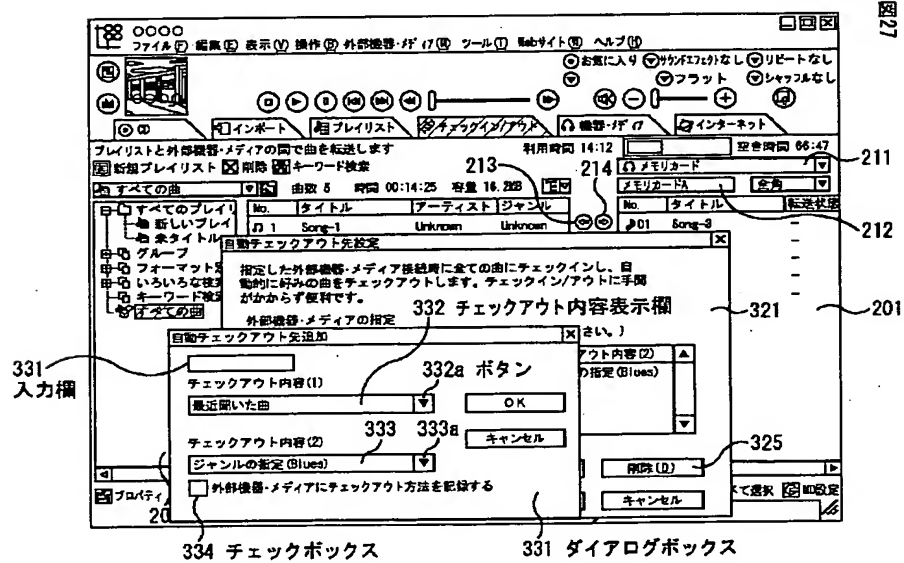 図27
○○○○
ファイル(F) 編集(E) 表示(V) 操作(B) 外部機器・メディア(M) ツール(T) Webサイト(W) ヘルプ(H)
お気に入り サウンドエフェクトなし リピートなし
フラット シャッフルなし
CD インポート プレイリスト チェックイン/アウト 機器・メディア インターネット
プレイリストと外部機器・メディアの間で曲を転送します 利用時間 14:12 空き時間 66:47
新規プレイリスト 削除 キーワード検索 213 214 メモリカード 211
すべての曲 曲数 5 時間 00:14:25 容量 16.2MB メモリカードA 全角 212
すべてのプレイリ No. タイトル アーティスト ジャンル No. タイトル 転送状態
新しいプレイ 1 Song-1 Unknown Unknown 01 Song-3
未タイトル
グループ
フォーマット別
いろいろな検索
キーワード検索
すべての曲
201
自動チェックアウト先設定
指定した外部機器・メディア接続時に全ての曲にチェックインし、自
動的に好みの曲をチェックアウトします。チェックイン/アウトに手間
がかからず便利です。
321
外部機器・メディアの指定
332 チェックアウト内容表示欄
さい。)
アウト内容(2)
の指定(Blues)
自動チェックアウト先追加
331
入力欄
チェックアウト内容(1)
332a ボタン
最近聞いた曲
OK
チェックアウト内容(2)
333 333a
キャンセル
ジャンルの指定(Blues)
削除(D) 325
外部機器・メディアにチェックアウト方法を記録する
キャンセル
プロパティ
て選択 MD設定
20
334 チェックボックス
331 ダイアログボックス